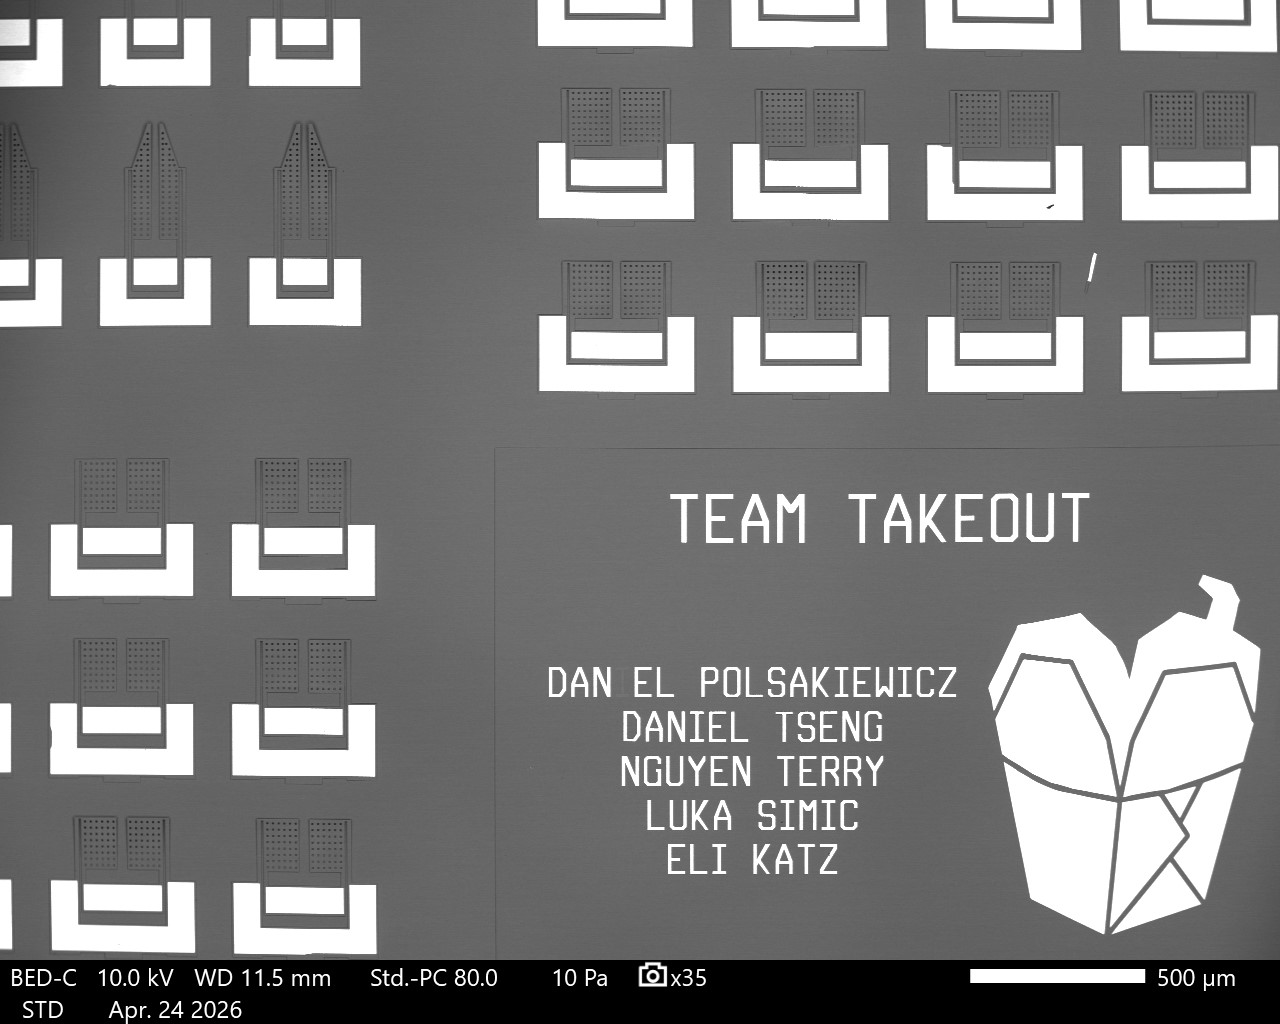 TEAM TAKEOUT
DAN EL POLSAKIEWICZ
DANIEL TSENG
NGUYEN TERRY
LUKA SIMIC
ELI KATZ
BED-C 10.0 kV WD 11.5 mm Std.-PC 80.0 10 Pa x35 500 µm
STD Apr. 24 2026